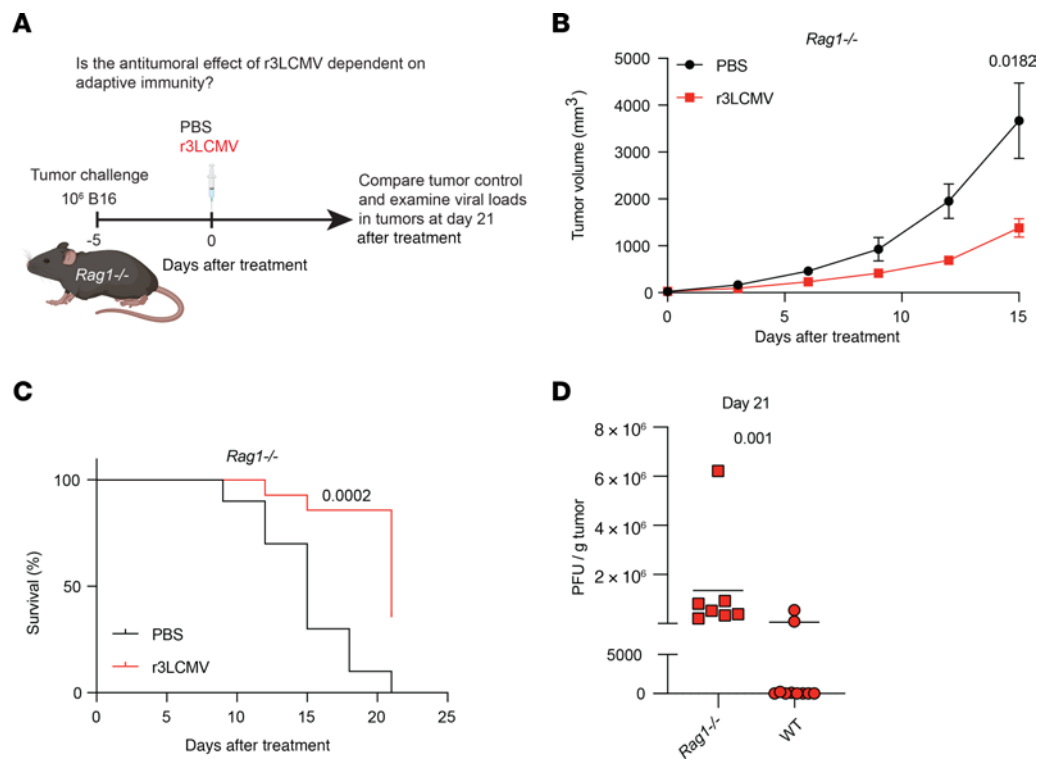 A
Is the antitumoral effect of r3LCMV dependent on
adaptive immunity?
PBS
r3LCMV
Tumor challenge
10⁶ B16
-5
0
Days after treatment
Rag1-/-
Compare tumor control
and examine viral loads
in tumors at day 21
after treatment
B
Rag1-/-
PBS
r3LCMV
0.0182
Tumor volume (mm³)
5000
4000
3000
2000
1000
0
0
5
10
15
Days after treatment
C
Rag1-/-
0.0002
Survival (%)
100
50
0
PBS
r3LCMV
0
5
10
15
20
25
Days after treatment
D
Day 21
0.001
PFU / g tumor
8 × 10⁶
6 × 10⁶
4 × 10⁶
2 × 10⁶
5000
0
Rag1-/-
WT